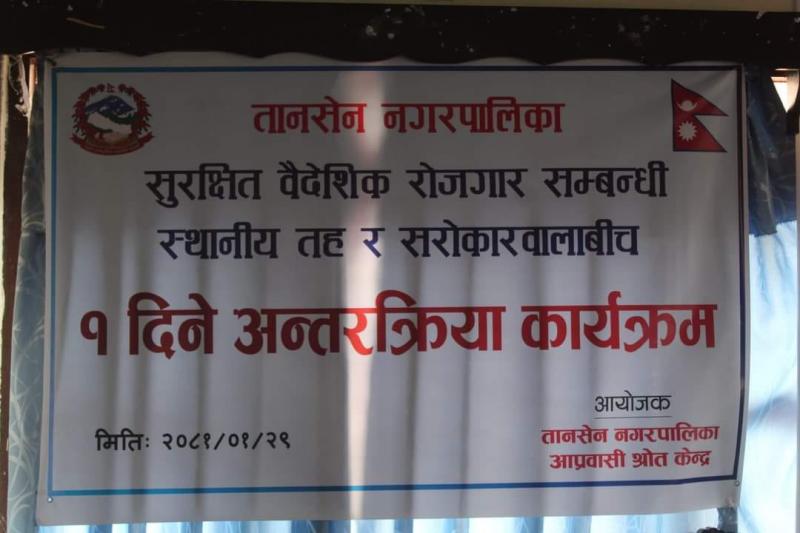 तानसेन नगरपालिका
सुरक्षित वैदेशिक रोजगार सम्बन्धी
स्थानीय तह र सरोकारवालाबीच
१ दिने अन्तरक्रिया कार्यक्रम
आयोजक
मितिः २०८१/०१/२९
तानसेन नगरपालिका
आप्रवासी श्रोत केन्द्र